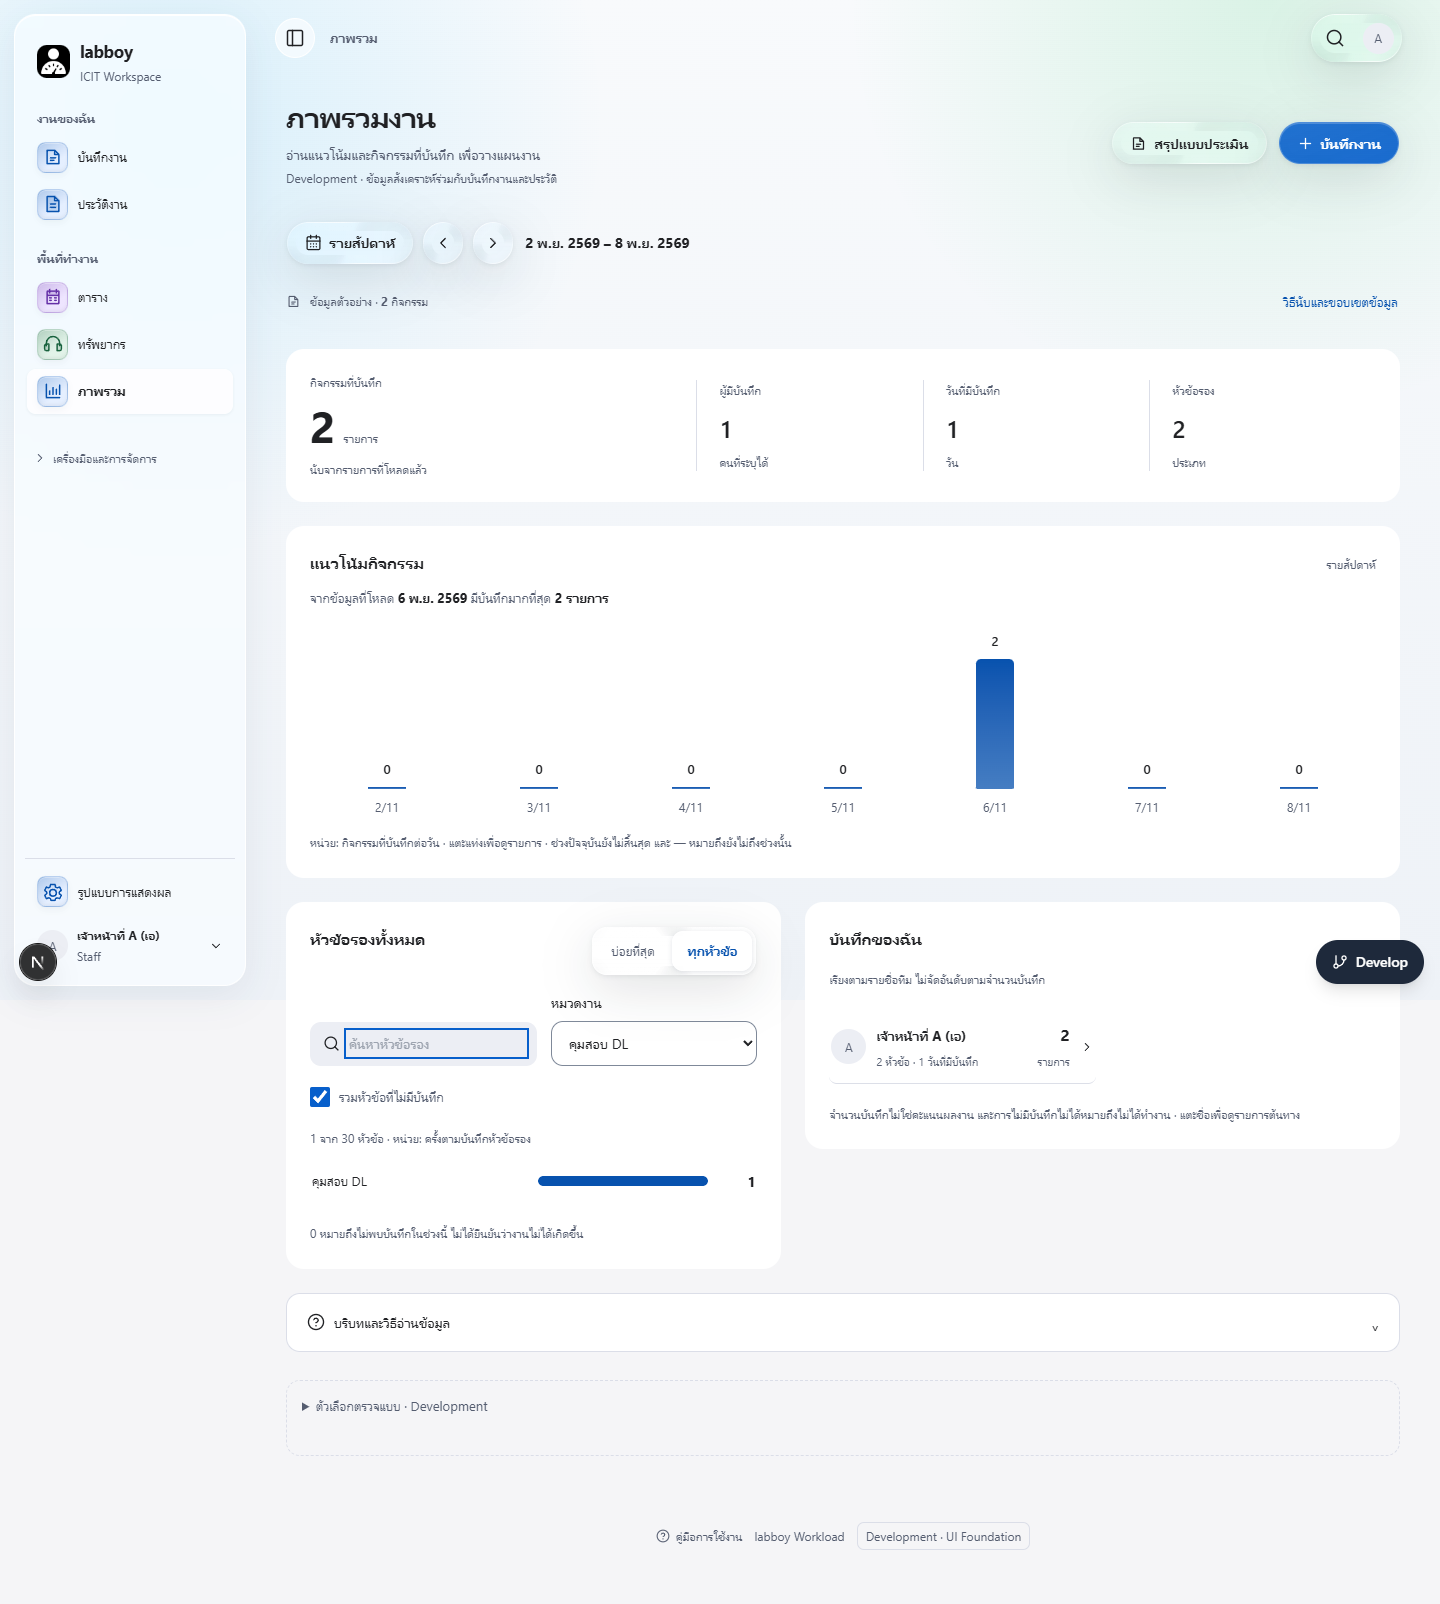 labboy
ICIT Workspace
งานของฉัน
บันทึกงาน
ประวัติงาน
พื้นที่ทำงาน
ตาราง
ทรัพยากร
ภาพรวม
เครื่องมือและการจัดการ
รูปแบบการแสดงผล
A
เจ้าหน้าที่ A (เอ)
Staff
N
ภาพรวม
A
ภาพรวมงาน
อ่านแนวโน้มและกิจกรรมที่บันทึก เพื่อวางแผนงาน
Development · ข้อมูลสังเคราะห์ร่วมกับบันทึกงานและประวัติ
สรุปแบบประเมิน
บันทึกงาน
รายสัปดาห์
2 พ.ย. 2569 – 8 พ.ย. 2569
ข้อมูลตัวอย่าง · 2 กิจกรรม
วิธีนับและขอบเขตข้อมูล
กิจกรรมที่บันทึก
2 รายการ
นับจากรายการที่โหลดแล้ว
ผู้มีบันทึก
1
คนที่ระบุได้
วันที่มีบันทึก
1
วัน
หัวข้อรอง
2
ประเภท
แนวโน้มกิจกรรม
รายสัปดาห์
จากข้อมูลที่โหลด 6 พ.ย. 2569 มีบันทึกมากที่สุด 2 รายการ
0 0 0 0 2 0 0
2/11 3/11 4/11 5/11 6/11 7/11 8/11
หน่วย: กิจกรรมที่บันทึกต่อวัน · แตะแท่งเพื่อดูรายการ · ช่วงปัจจุบันยังไม่สิ้นสุด และ — หมายถึงยังไม่ถึงช่วงนั้น
หัวข้อรองทั้งหมด
บ่อยที่สุด
ทุกหัวข้อ
หมวดงาน
ค้นหาหัวข้อรอง
คุมสอบ DL
รวมหัวข้อที่ไม่มีบันทึก
1 จาก 30 หัวข้อ · หน่วย: ครั้งตามบันทึกหัวข้อรอง
คุมสอบ DL
1
0 หมายถึงไม่พบบันทึกในช่วงนี้ ไม่ได้ยืนยันว่างานไม่ได้เกิดขึ้น
บันทึกของฉัน
เรียงตามรายชื่อทีม ไม่จัดอันดับตามจำนวนบันทึก
A
เจ้าหน้าที่ A (เอ)
2
2 หัวข้อ · 1 วันที่มีบันทึก
รายการ
จำนวนบันทึกไม่ใช่คะแนนผลงาน และการไม่มีบันทึกไม่ได้หมายถึงไม่ได้ทำงาน · แตะชื่อเพื่อดูรายการต้นทาง
Develop
บริบทและวิธีอ่านข้อมูล
ตัวเลือกตรวจแบบ · Development
คู่มือการใช้งาน
labboy Workload
Development · UI Foundation